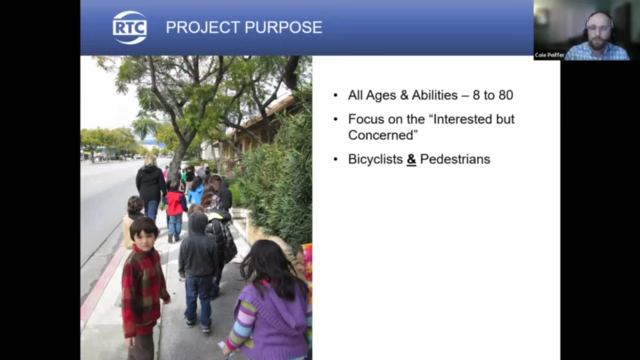 RTC
PROJECT PURPOSE
• All Ages & Abilities – 8 to 80
• Focus on the “Interested but
Concerned”
• Bicyclists & Pedestrians
Cole Peiffer